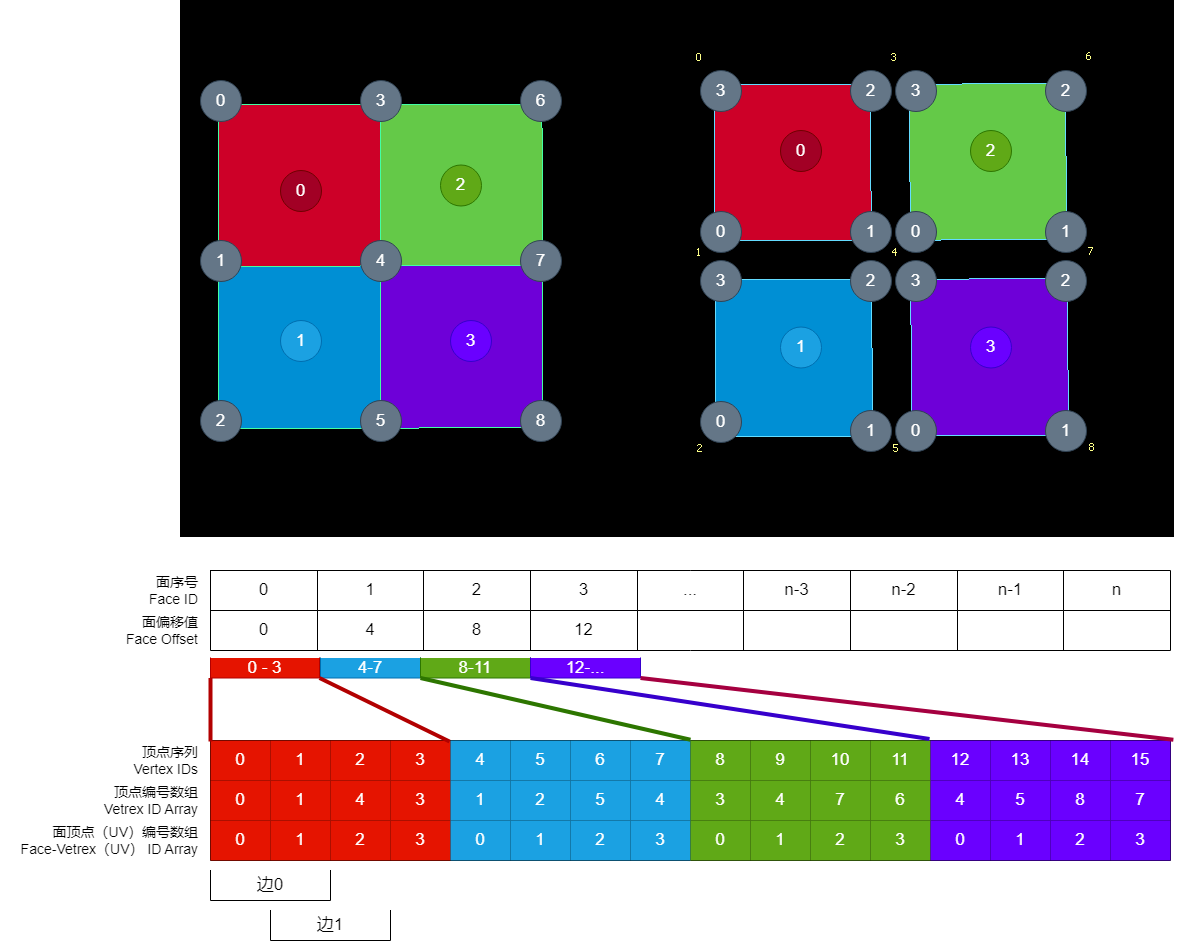 0 3 6
0 2
1 4 7
1 3
2 5 8
0 3 6
3 2 3 2
0 2
0 1 0 1
1 4 7
3 2 3 2
1 3
0 1 0 1
2 5 8
面序号
Face ID
0 1 2 3 ... n-3 n-2 n-1 n
面偏移值
Face Offset
0 4 8 12
0 - 3 4-7 8-11 12-...
顶点序列
Vertex IDs
0 1 2 3 4 5 6 7 8 9 10 11 12 13 14 15
顶点编号数组
Vetrex ID Array
0 1 4 3 1 2 5 4 3 4 7 6 4 5 8 7
面顶点（UV）编号数组
Face-Vetrex（UV） ID Array
0 1 2 3 0 1 2 3 0 1 2 3 0 1 2 3
边0
边1